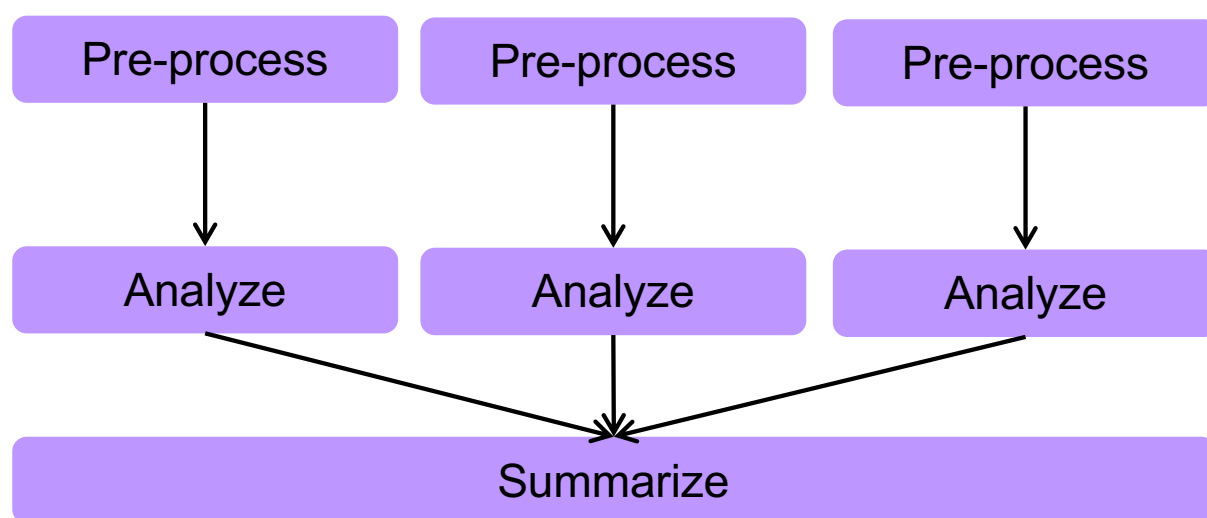 Pre-process
Pre-process
Pre-process
Analyze
Analyze
Analyze
Summarize